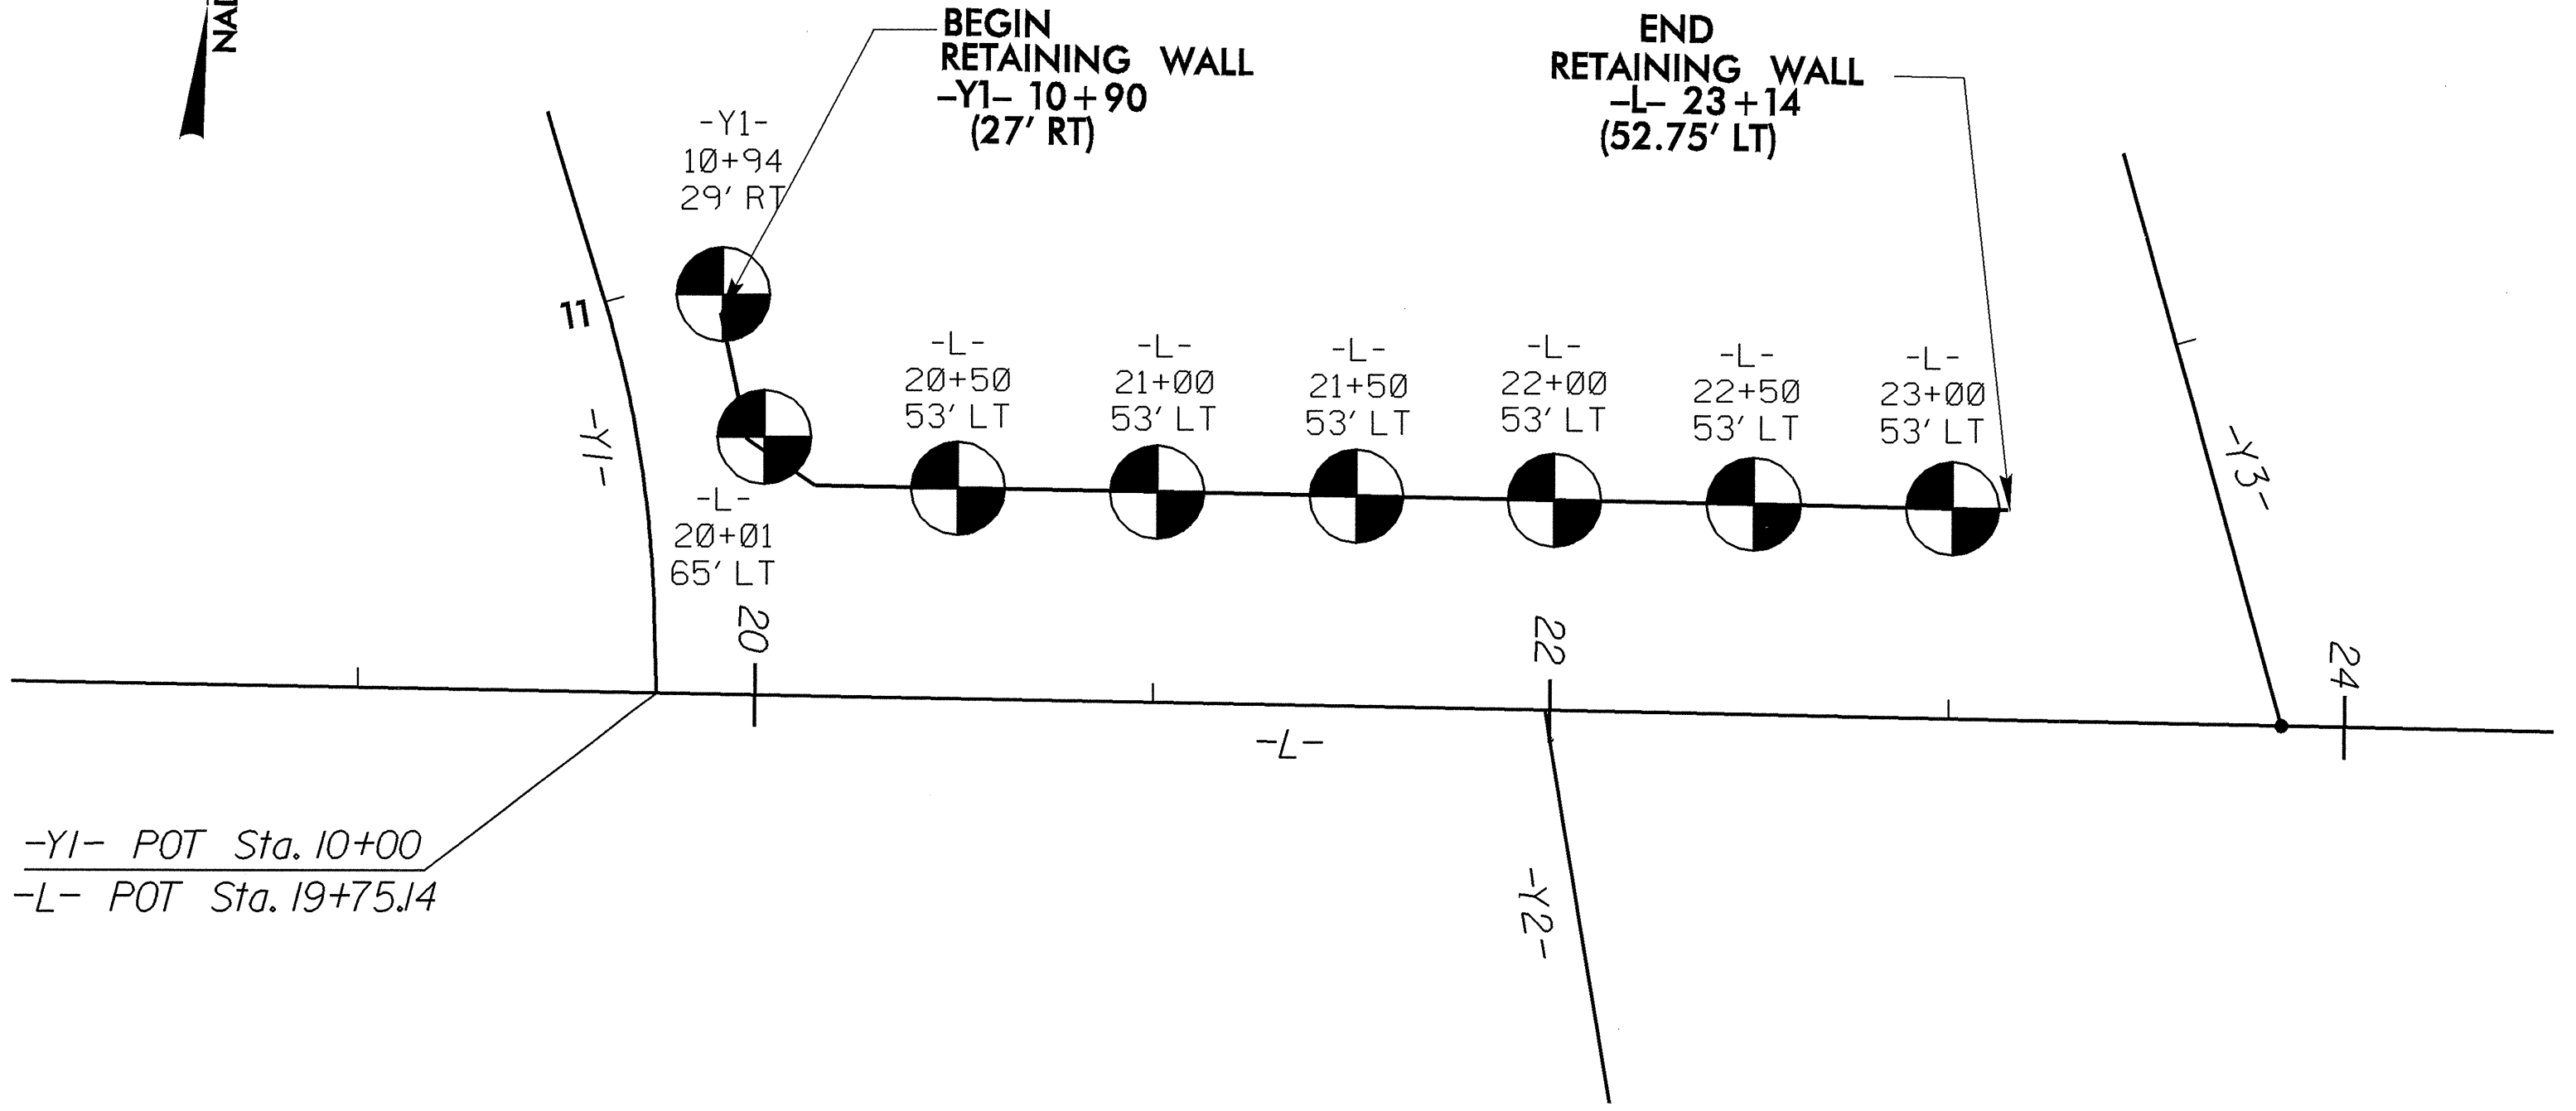 NAD
BEGIN
RETAINING WALL
-Y1- 10+90
(27' RT)
END
RETAINING WALL
-L- 23+14
(52.75' LT)
-Y1-
10+94
29' RT
11
-Y1-
-L-
20+50
53' LT
-L-
21+00
53' LT
-L-
21+50
53' LT
-L-
22+00
53' LT
-L-
22+50
53' LT
-L-
23+00
53' LT
-Y3-
-L-
20+01
65' LT
20
22
24
-L-
-Y1- POT Sta. 10+00
-L- POT Sta. 19+75.14
-Y2-